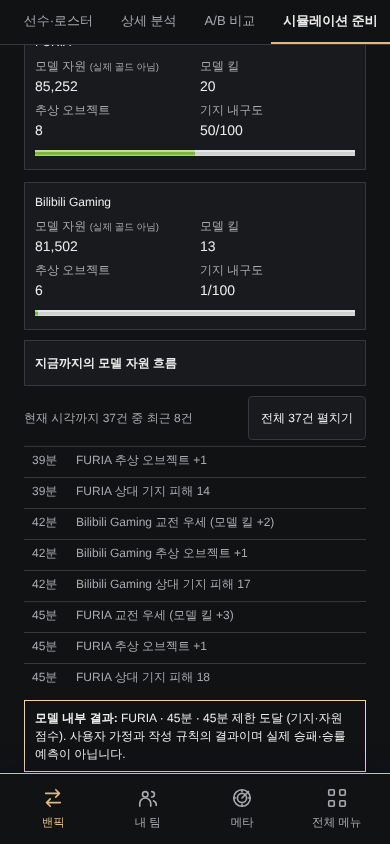 선수·로스터 상세 분석 A/B 비교 시뮬레이션 준비
FURIA
모델 자원 (실제 골드 아님) 모델 킬
85,252 20
추상 오브젝트 기지 내구도
8 50/100
Bilibili Gaming
모델 자원 (실제 골드 아님) 모델 킬
81,502 13
추상 오브젝트 기지 내구도
6 1/100
지금까지의 모델 자원 흐름
현재 시각까지 37건 중 최근 8건 전체 37건 펼치기
39분 FURIA 추상 오브젝트 +1
39분 FURIA 상대 기지 피해 14
42분 Bilibili Gaming 교전 우세 (모델 킬 +2)
42분 Bilibili Gaming 추상 오브젝트 +1
42분 Bilibili Gaming 상대 기지 피해 17
45분 FURIA 교전 우세 (모델 킬 +3)
45분 FURIA 추상 오브젝트 +1
45분 FURIA 상대 기지 피해 18
모델 내부 결과: FURIA · 45분 · 45분 제한 도달 (기지·자원
점수). 사용자 가정과 작성 규칙의 결과이며 실제 승패·승률
예측이 아닙니다.
밴픽 내 팀 메타 전체 메뉴